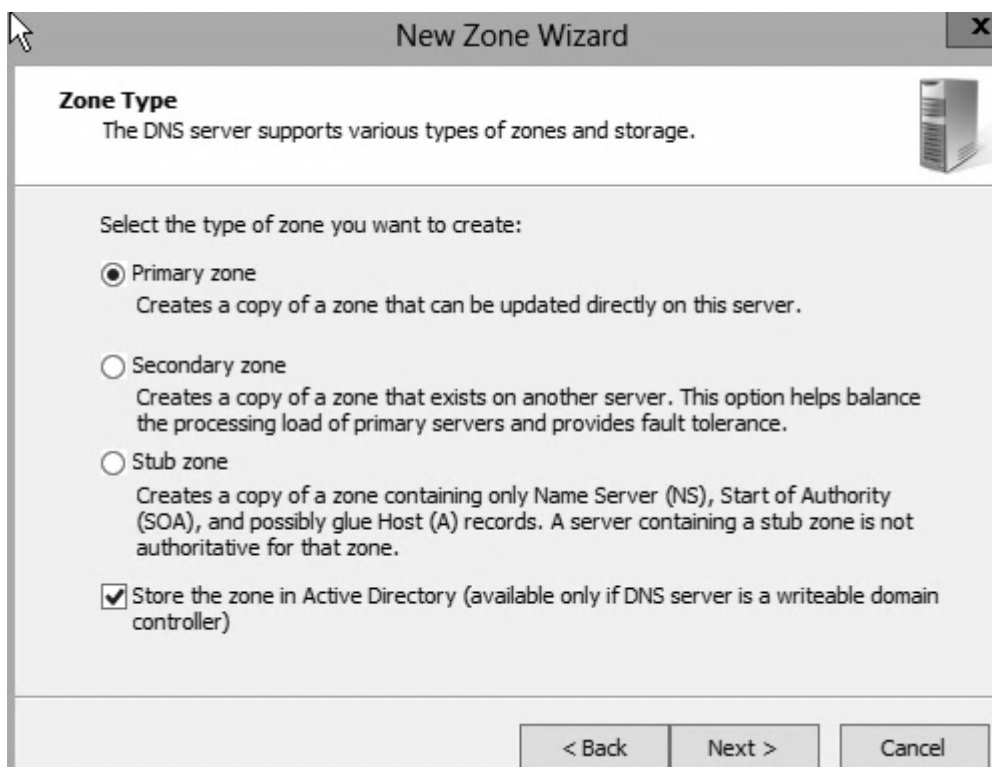 New Zone Wizard
x
Zone Type
The DNS server supports various types of zones and storage.
Select the type of zone you want to create:
Primary zone
Creates a copy of a zone that can be updated directly on this server.
Secondary zone
Creates a copy of a zone that exists on another server. This option helps balance
the processing load of primary servers and provides fault tolerance.
Stub zone
Creates a copy of a zone containing only Name Server (NS), Start of Authority
(SOA), and possibly glue Host (A) records. A server containing a stub zone is not
authoritative for that zone.
Store the zone in Active Directory (available only if DNS server is a writeable domain
controller)
< Back Next > Cancel